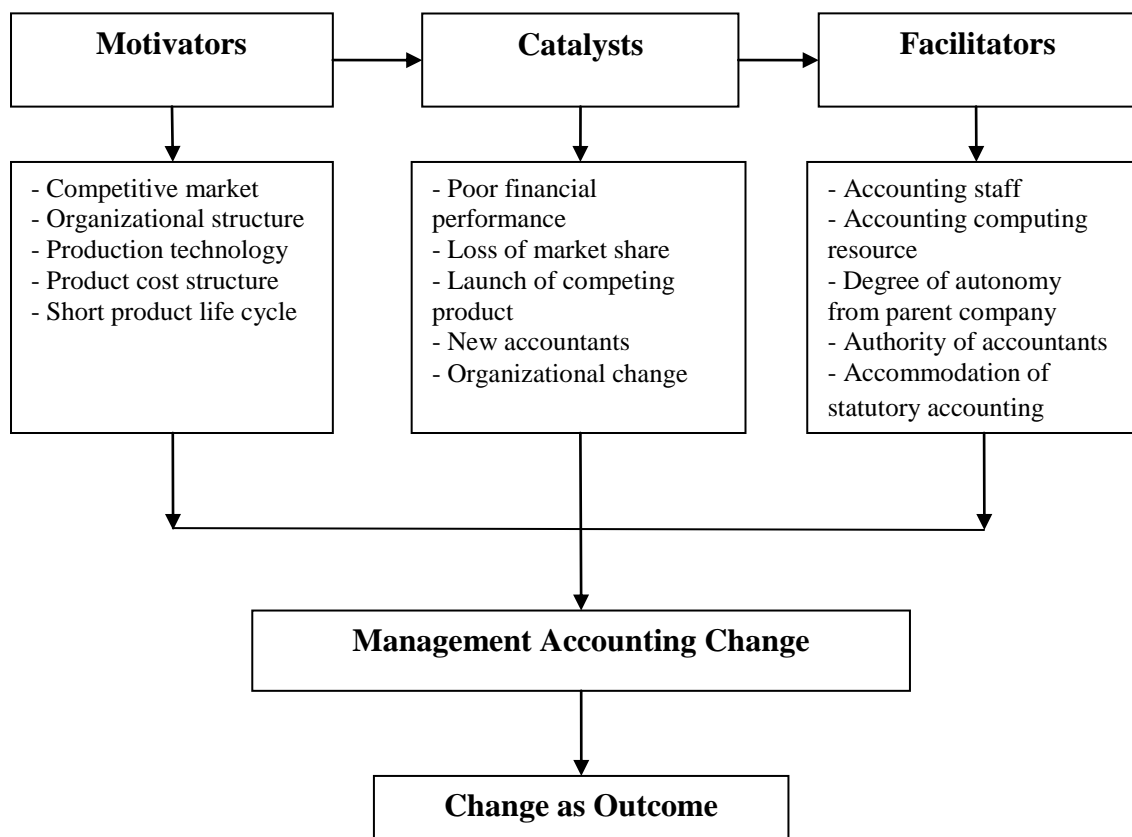 Motivators
Catalysts
Facilitators
- Competitive market
- Organizational structure
- Production technology
- Product cost structure
- Short product life cycle
- Poor financial
performance
- Loss of market share
- Launch of competing
product
- New accountants
- Organizational change
- Accounting staff
- Accounting computing
resource
- Degree of autonomy
from parent company
- Authority of accountants
- Accommodation of
statutory accounting
Management Accounting Change
Change as Outcome